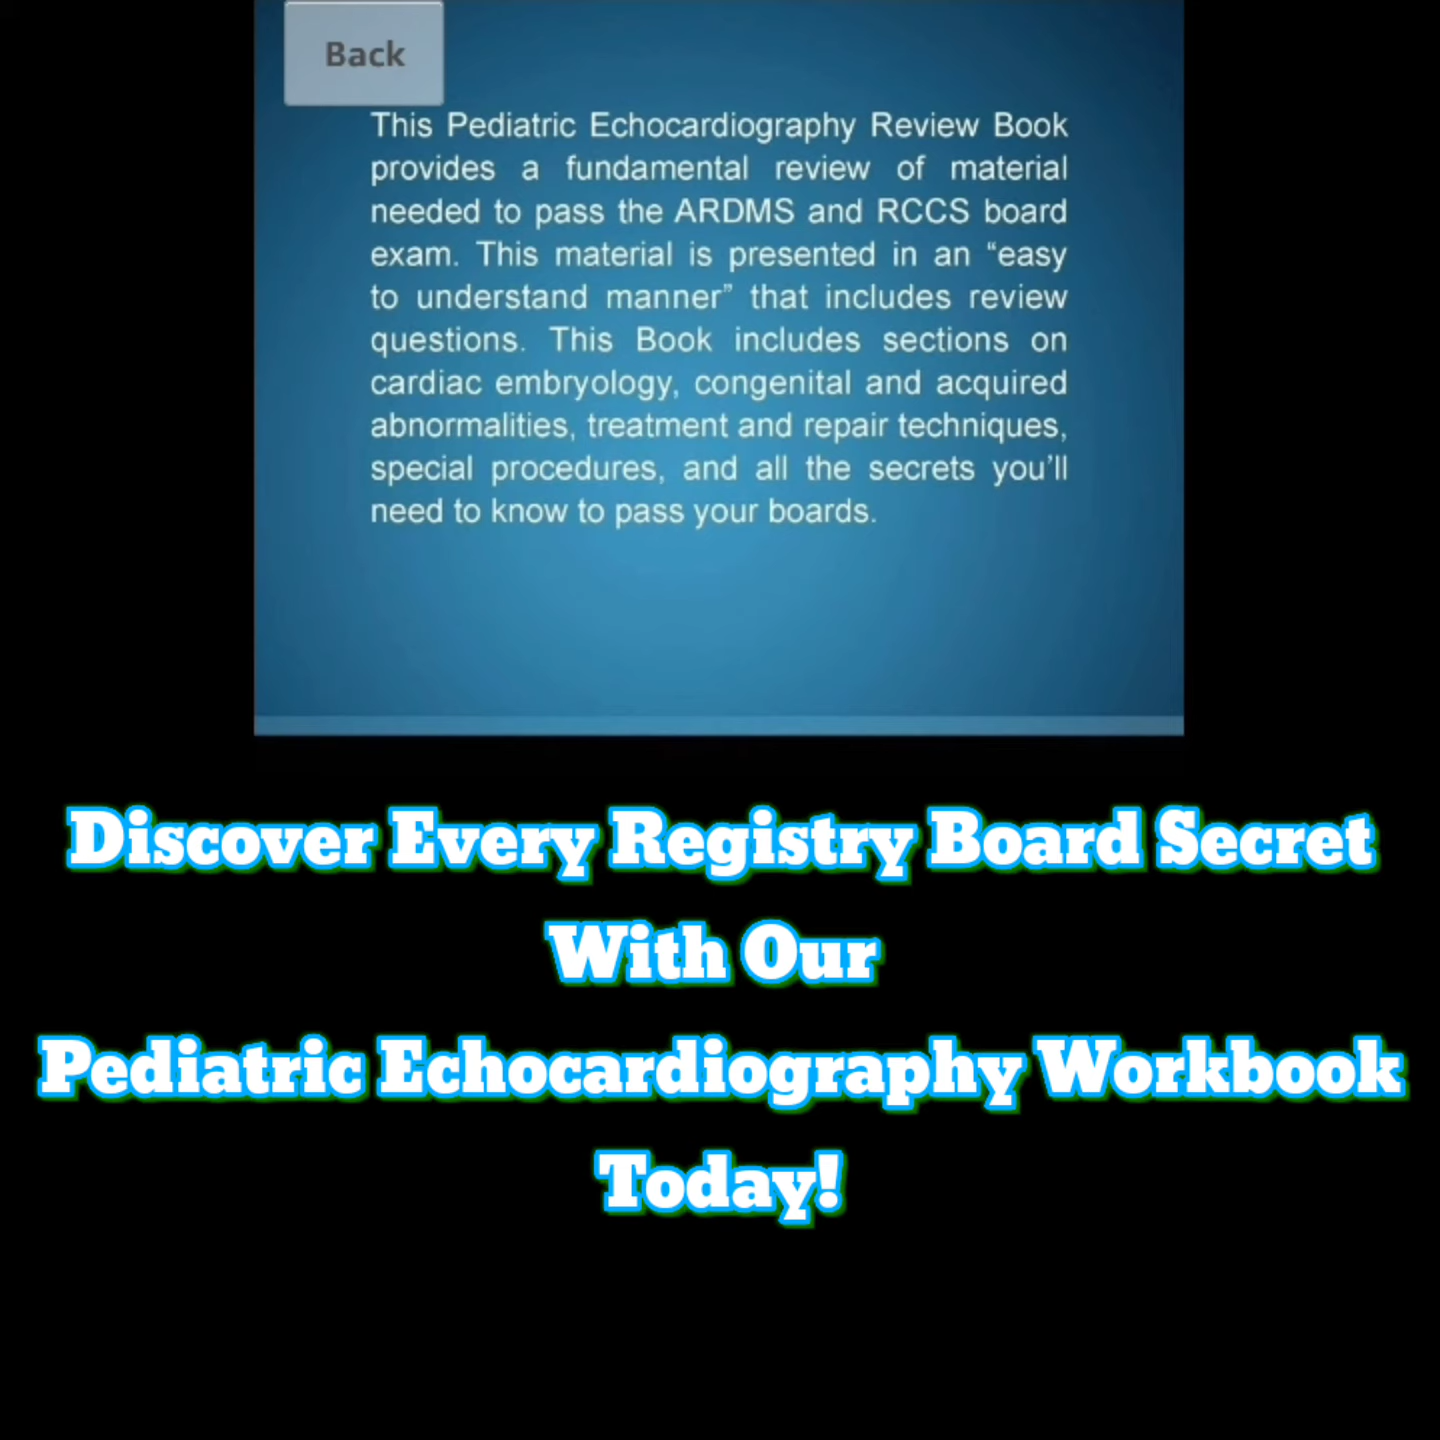 Back
This Pediatric Echocardiography Review Book
provides a fundamental review of material
needed to pass the ARDMS and RCCS board
exam. This material is presented in an “easy
to understand manner” that includes review
questions. This Book includes sections on
cardiac embryology, congenital and acquired
abnormalities, treatment and repair techniques,
special procedures, and all the secrets you’ll
need to know to pass your boards.
Discover Every Registry Board Secret
With Our
Pediatric Echocardiography Workbook
Today!